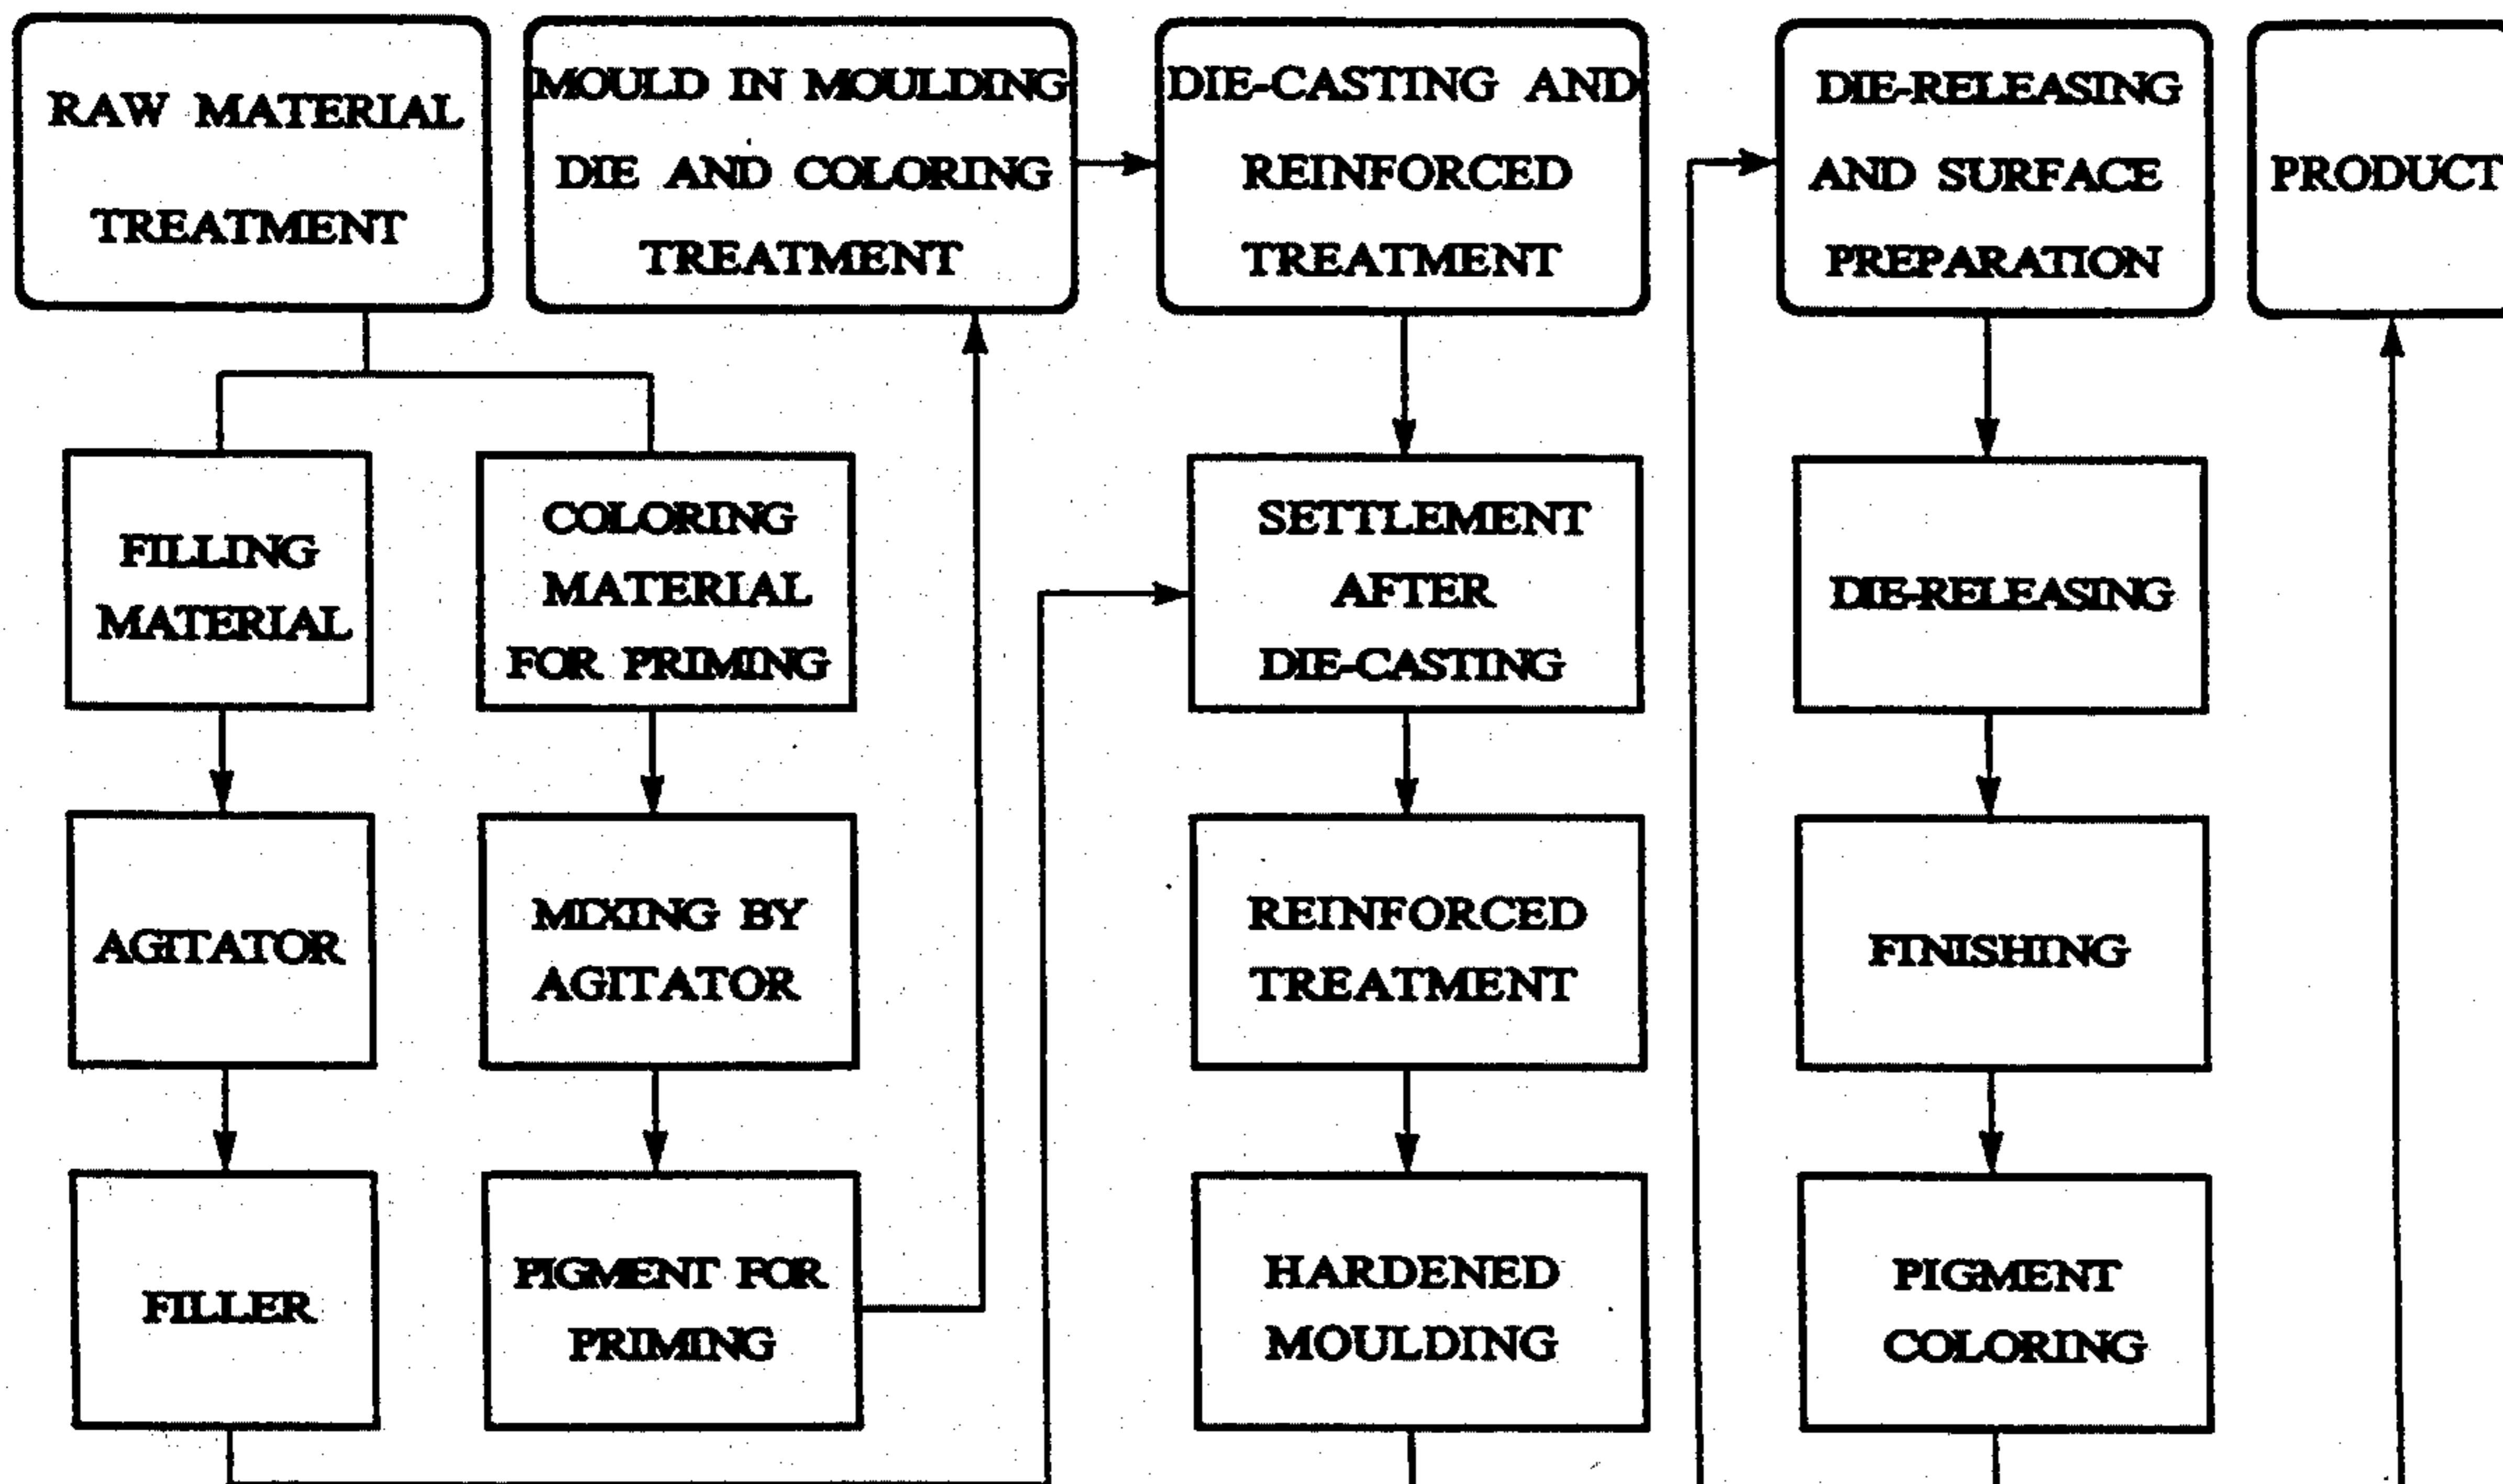 RAW MATERIAL
TREATMENT
MOULD IN MOULDING
DIE AND COLORING
TREATMENT
DIE-CASTING AND
REINFORCED
TREATMENT
DIE-RELEASING
AND SURFACE
PREPARATION
PRODUCT
FILLING
MATERIAL
COLORING
MATERIAL
FOR PRIMING
SETTLEMENT
AFTER
DIE-CASTING
DIE-RELEASING
AGITATOR
MIXING BY
AGITATOR
REINFORCED
TREATMENT
FINISHING
FILLER
PIGMENT FOR
PRIMING
HARDENED
MOULDING
PIGMENT
COLORING